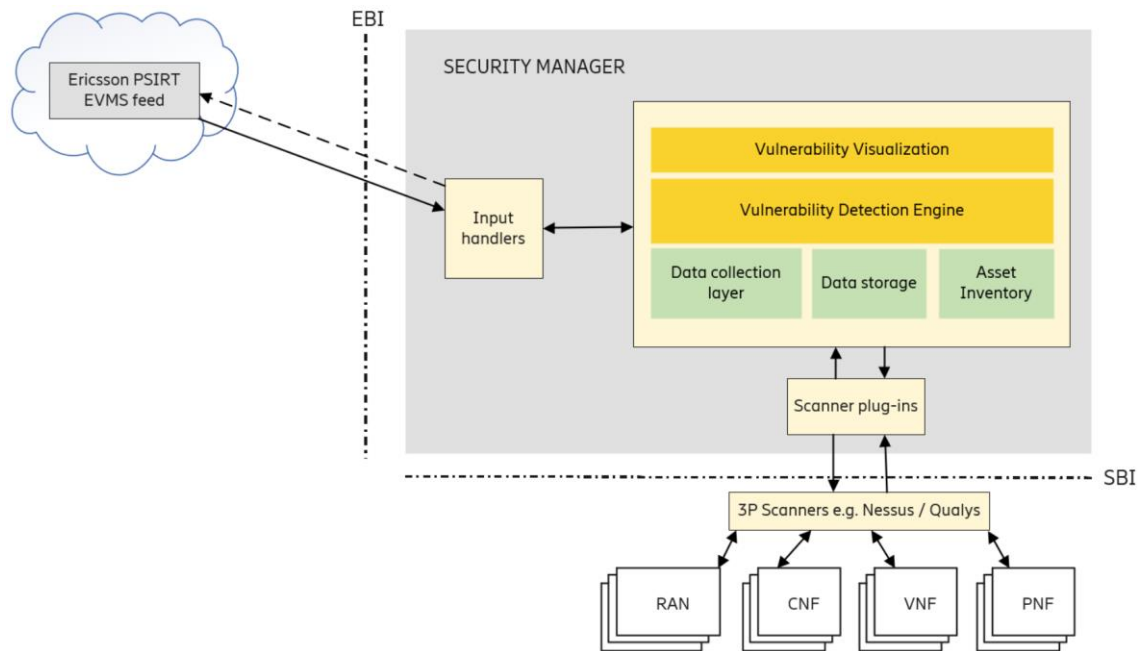 EBI
Ericsson PSIRT
EVMS feed
SECURITY MANAGER
Vulnerability Visualization
Vulnerability Detection Engine
Input
handlers
Data collection
layer
Data storage
Asset
Inventory
Scanner plug-ins
SBI
3P Scanners e.g. Nessus / Qualys
RAN
CNF
VNF
PNF